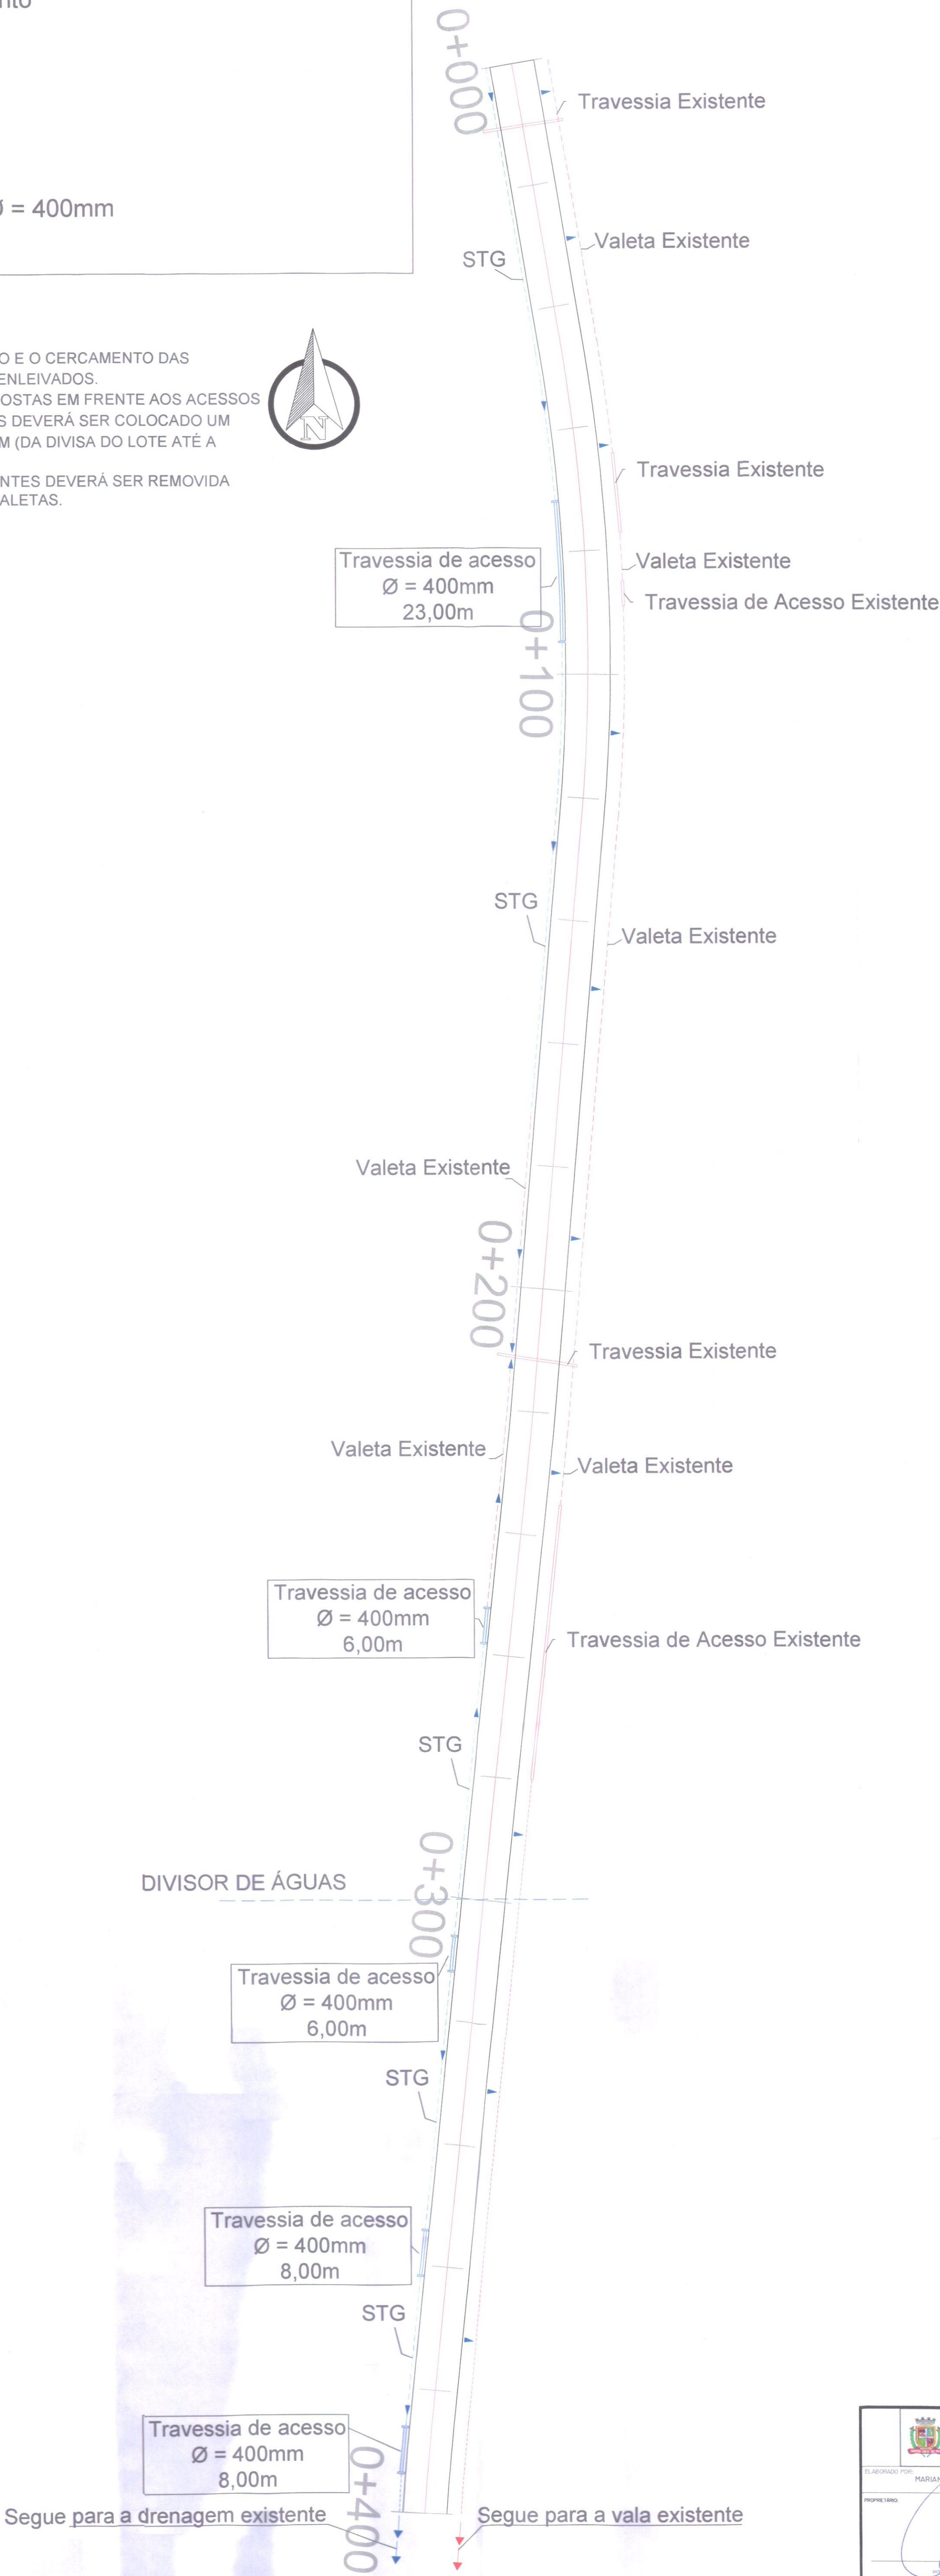 = 400mm
O E O CERCAMENTO DAS
ENLEIVADOS.
OSTAS EM FRENTE AOS ACESSOS
S DEVERÁ SER COLOCADO UM
M (DA DIVISA DO LOTE ATÉ A
NTES DEVERÁ SER REMOVIDA
ALETAS.
N
0+000
Travessia Existente
Valeta Existente
STG
Travessia Existente
Travessia de acesso
Ø = 400mm
23,00m
Valeta Existente
Travessia de Acesso Existente
0+100
STG
Valeta Existente
Valeta Existente
0+200
Travessia Existente
Valeta Existente
Valeta Existente
Travessia de acesso
Ø = 400mm
6,00m
Travessia de Acesso Existente
STG
0+300
DIVISOR DE ÁGUAS
Travessia de acesso
Ø = 400mm
6,00m
STG
Travessia de acesso
Ø = 400mm
8,00m
STG
Travessia de acesso
Ø = 400mm
8,00m
0+400
Segue para a drenagem existente
Segue para a vala existente
ELABORADO POR:
MARIAN
PROPRIETÁRIO: